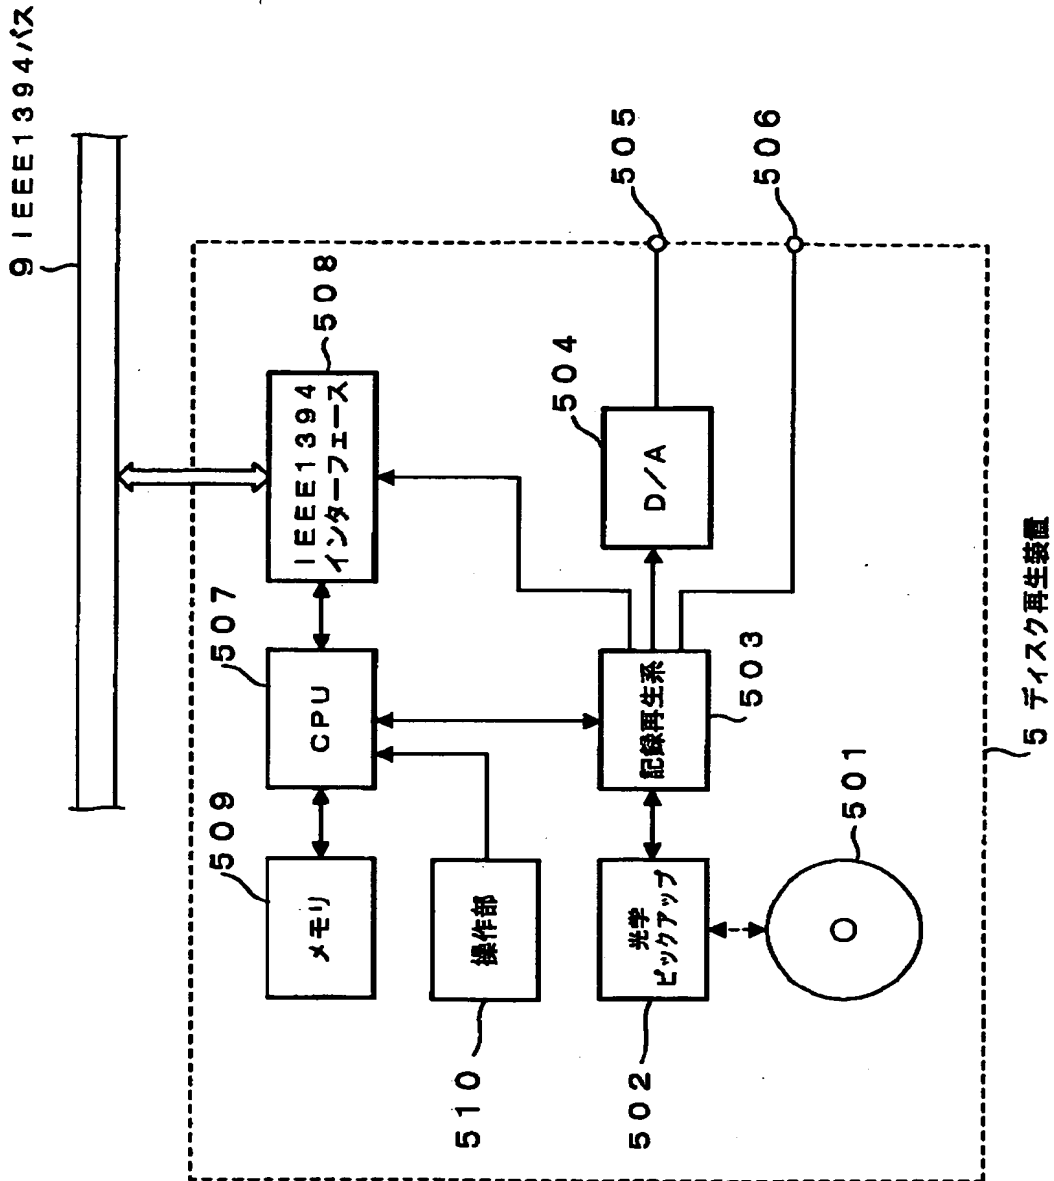 9 IEEE1394バス
509
メモリ
507
CPU
508
IEEE1394
インターフェース
510
操作部
502
光学
ピックアップ
記録再生系
503
504
D/A
505
506
501
5 ディスク再生装置